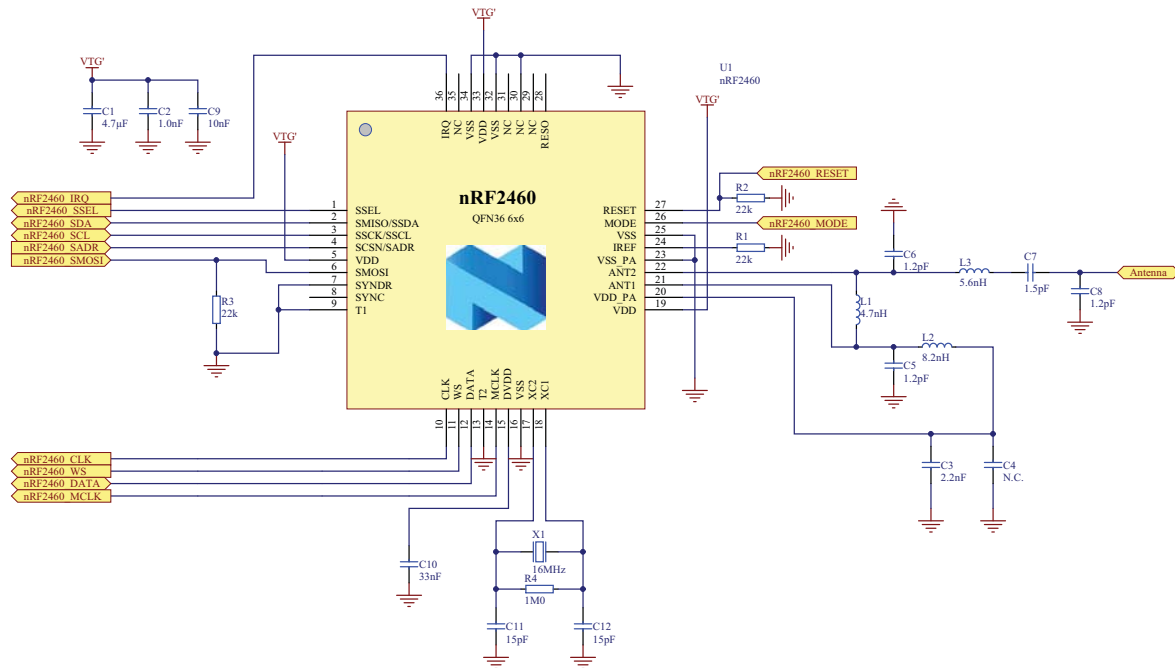 VTG'
U1
nRF2460
VTG'
C1
4.7µF
C2
1.0nF
C9
10nF
VTG'
VTG'
36
35
34
33
32
31
30
29
28
IRQ
NC
VSS
VDD
VSS
NC
NC
NC
RESO
nRF2460
QFN36 6x6
nRF2460_IRQ
nRF2460_SSEL
nRF2460_SDA
nRF2460_SCL
nRF2460_SADR
nRF2460_SMOSI
1
2
3
4
5
6
7
8
9
SSEL
SMISO/SSDA
SSCK/SSCL
SCSN/SADR
VDD
SMOSI
SYNDR
SYNC
T1
RESET
MODE
VSS
IREF
VSS_PA
ANT2
ANT1
VDD_PA
VDD
27
26
25
24
23
22
21
20
19
nRF2460_RESET
R2
22k
nRF2460_MODE
R1
22k
C6
1.2pF
L3
5.6nH
C7
1.5pF
Antenna
C8
1.2pF
R3
22k
L1
4.7nH
L2
8.2nH
C5
1.2pF
CLK
WS
DATA
T2
MCLK
DVDD
VSS
XC2
XC1
10
11
12
13
14
15
16
17
18
nRF2460_CLK
nRF2460_WS
nRF2460_DATA
nRF2460_MCLK
C3
2.2nF
C4
N.C.
C10
33nF
X1
16MHz
R4
1M0
C11
15pF
C12
15pF